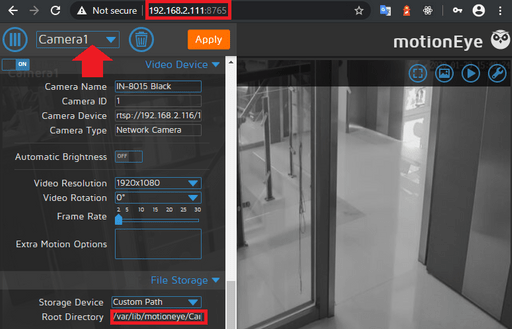 Not secure | 192.168.2.111:8765
Camera1
Apply
motionEye
Camera1
ON
Video Device
Camera Name IN-8015 Black
Camera ID 1
Camera Device rtsp://192.168.2.116/1
Camera Type Network Camera
Automatic Brightness OFF
Video Resolution 1920x1080
Video Rotation 0°
2 5 10 15 20 25 30
Frame Rate
Extra Motion Options
File Storage
Storage Device Custom Path
Root Directory /var/lib/motioneye/Cam